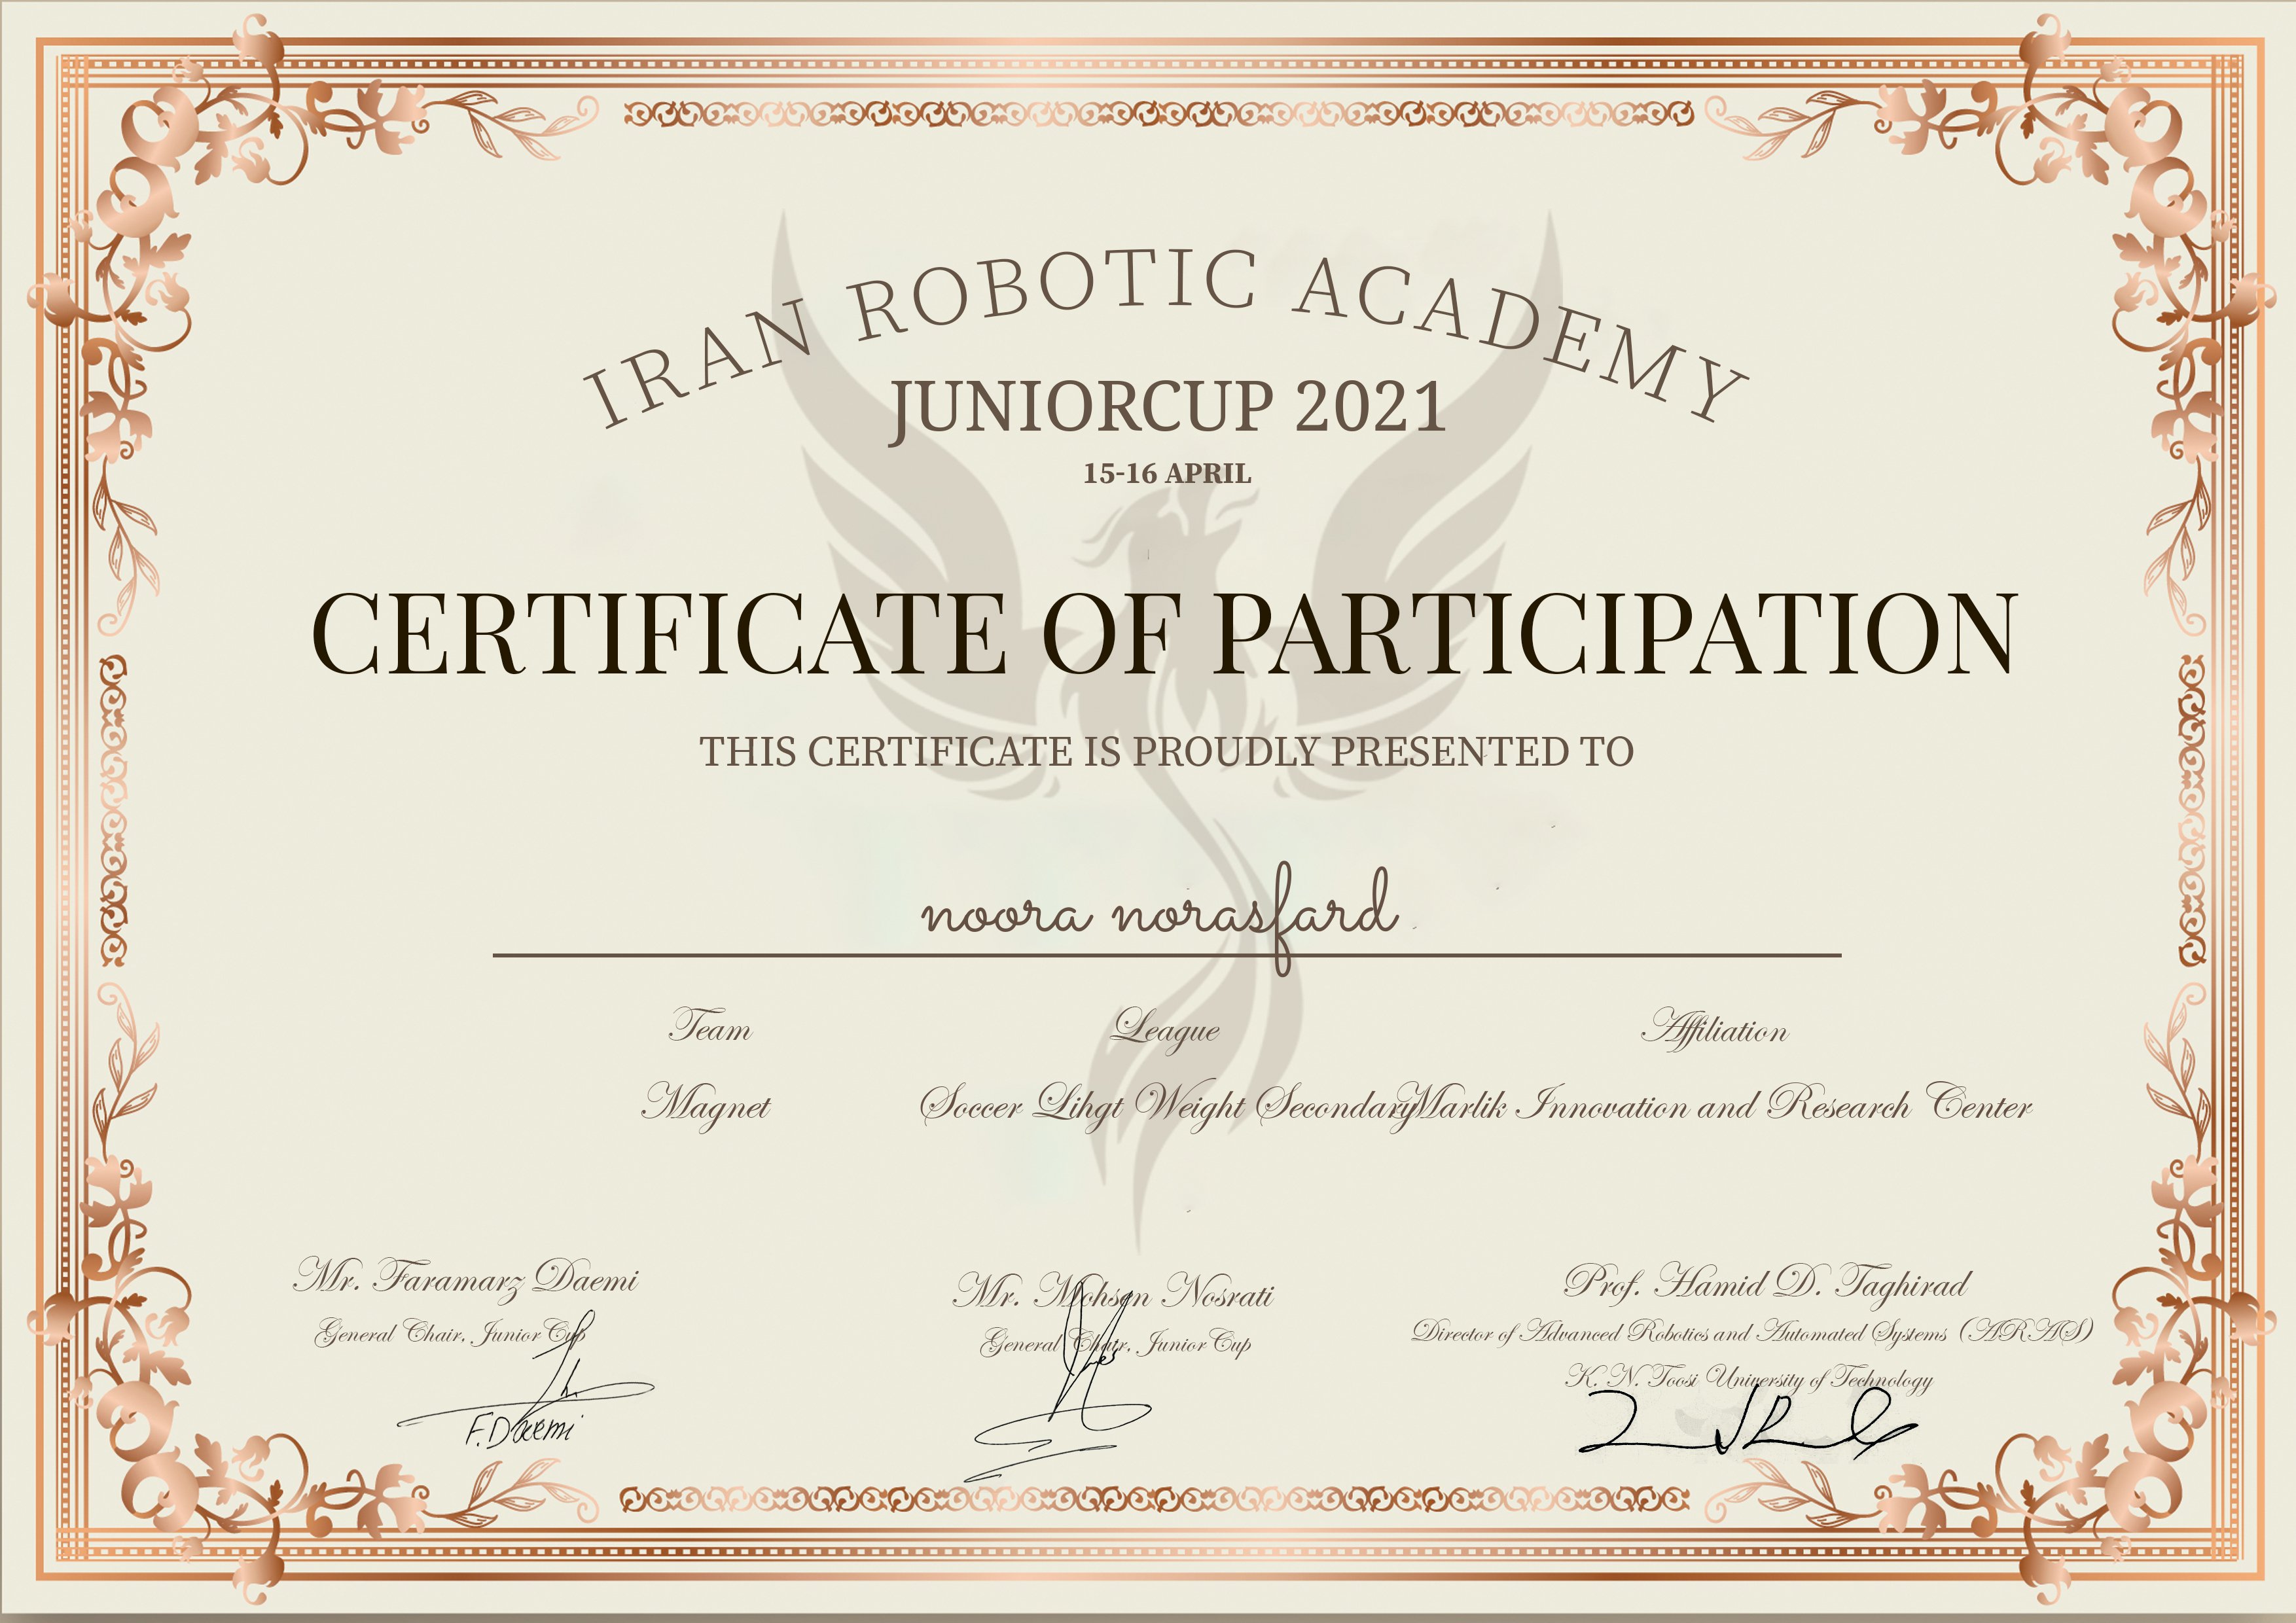 IRAN ROBOTIC ACADEMY
JUNIORCUP 2021
15-16 APRIL
CERTIFICATE OF PARTICIPATION
THIS CERTIFICATE IS PROUDLY PRESENTED TO
noora norasfard
Team League Affiliation
Magnet Soccer Lihgt Weight Secondary Marlik Innovation and Research Center
Mr. Faramarz Daemi
General Chair, Junior Cup
F.Daemi
Mr. Mohsen Nosrati
General Chair, Junior Cup
Prof. Hamid D. Taghirad
Director of Advanced Robotics and Automated Systems (ARAS)
K. N. Toosi University of Technology